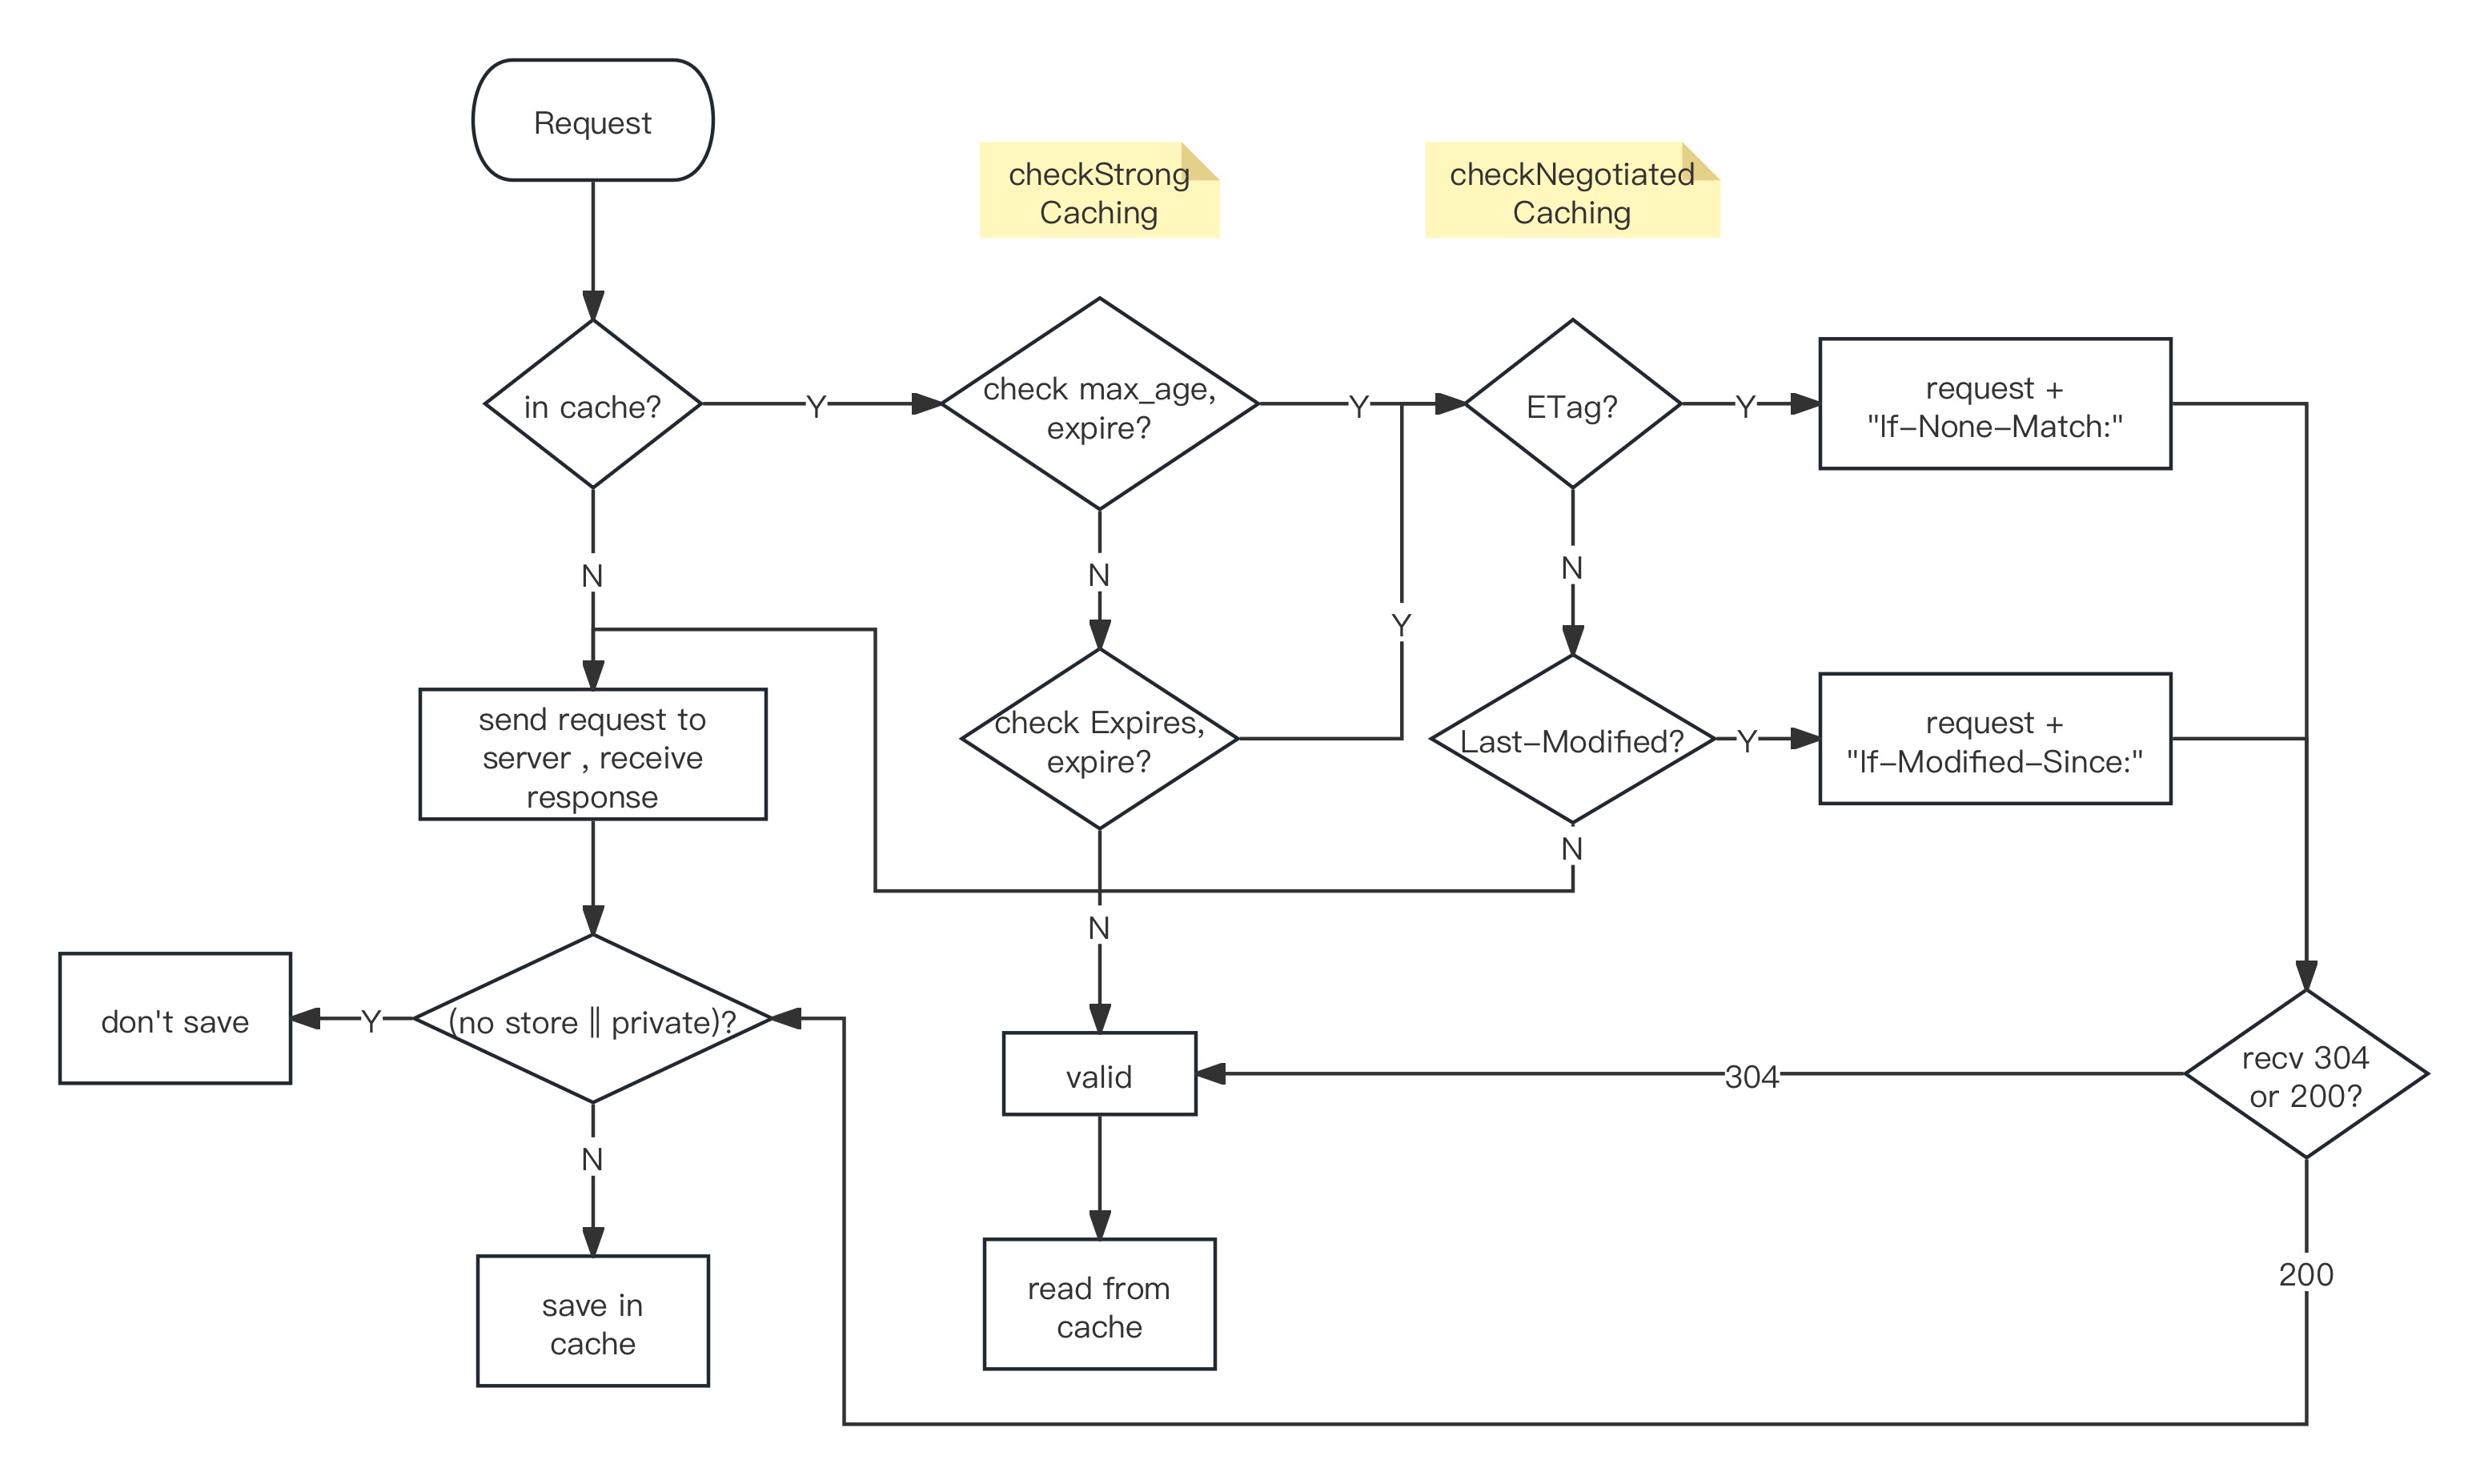 Request
checkStrong
Caching
checkNegotiated
Caching
in cache?
Y
check max_age,
expire?
Y
ETag?
Y
request +
"If-None-Match:"
N
N
N
Y
send request to
server , receive
response
check Expires,
expire?
Last-Modified?
Y
request +
"If-Modified-Since:"
N
N
don't save
Y
(no store || private)?
valid
304
recv 304
or 200?
N
200
save in
cache
read from
cache